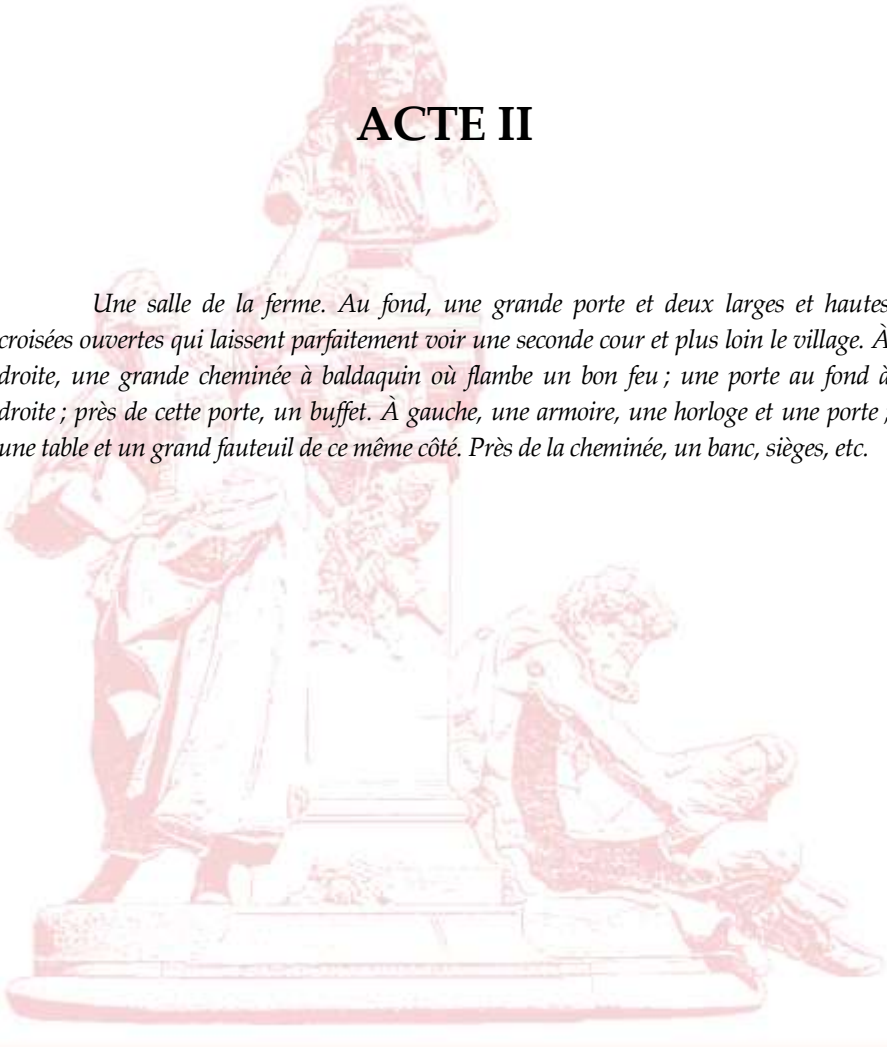 ACTE II
Une salle de la ferme. Au fond, une grande porte et deux larges et hautes
croisées ouvertes qui laissent parfaitement voir une seconde cour et plus loin le village. À
droite, une grande cheminée à baldaquin où flambe un bon feu ; une porte au fond à
droite ; près de cette porte, un buffet. À gauche, une armoire, une horloge et une porte ;
une table et un grand fauteuil de ce même côté. Près de la cheminée, un banc, sièges, etc.